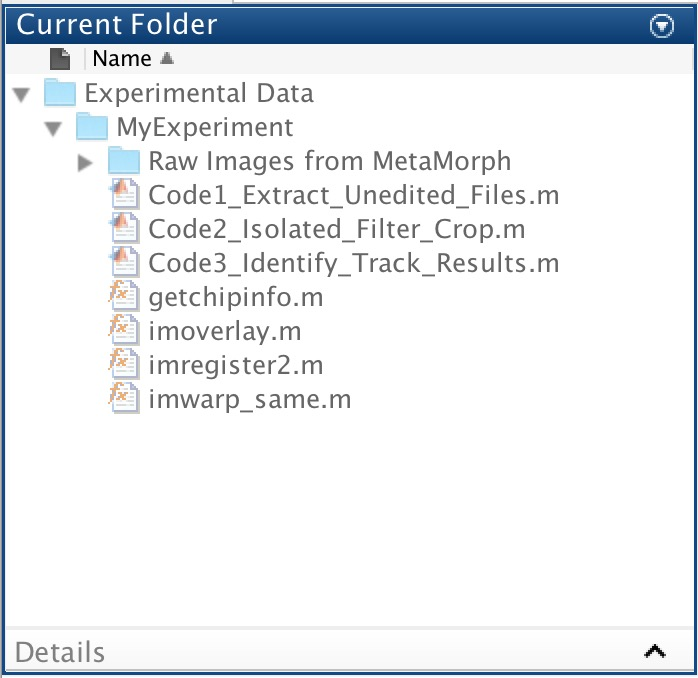 Current Folder
Name
Experimental Data
MyExperiment
Raw Images from MetaMorph
Code1_Extract_Unedited_Files.m
Code2_Isolated_Filter_Crop.m
Code3_Identify_Track_Results.m
getchipinfo.m
imoverlay.m
imregister2.m
imwarp_same.m
Details